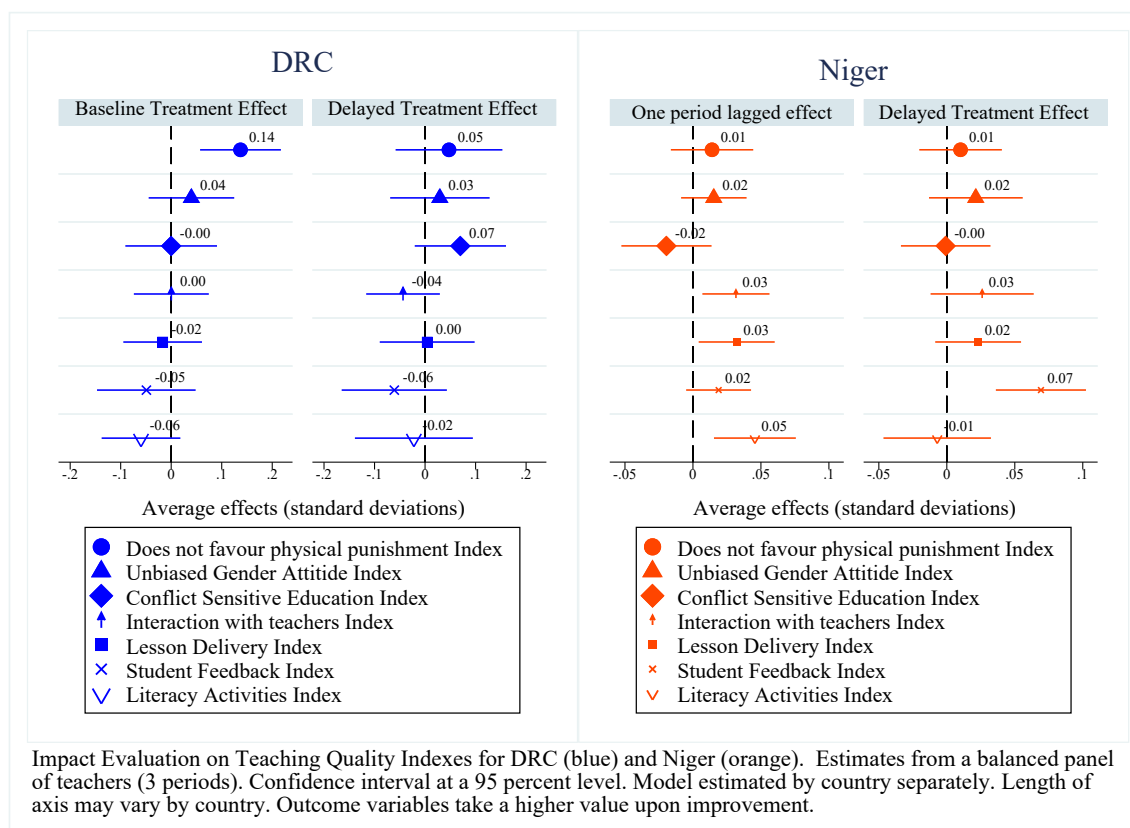 DRC
Baseline Treatment Effect
Delayed Treatment Effect
0.14
0.05
0.04
0.03
-0.00
0.07
0.00
-0.04
-0.02
0.00
-0.05
-0.06
-0.06
-0.02
-.2 -.1 0 .1 .2
-.2 -.1 0 .1 .2
Average effects (standard deviations)
Does not favour physical punishment Index
Unbiased Gender Attitide Index
Conflict Sensitive Education Index
Interaction with teachers Index
Lesson Delivery Index
Student Feedback Index
Literacy Activities Index
Niger
One period lagged effect
Delayed Treatment Effect
0.01
0.01
0.02
0.02
-0.02
-0.00
0.03
0.03
0.03
0.02
0.02
0.07
0.05
-0.01
-.05 0 .05 .1
-.05 0 .05 .1
Average effects (standard deviations)
Does not favour physical punishment Index
Unbiased Gender Attitide Index
Conflict Sensitive Education Index
Interaction with teachers Index
Lesson Delivery Index
Student Feedback Index
Literacy Activities Index
Impact Evaluation on Teaching Quality Indexes for DRC (blue) and Niger (orange).  Estimates from a balanced panel
of teachers (3 periods). Confidence interval at a 95 percent level. Model estimated by country separately. Length of
axis may vary by country. Outcome variables take a higher value upon improvement.